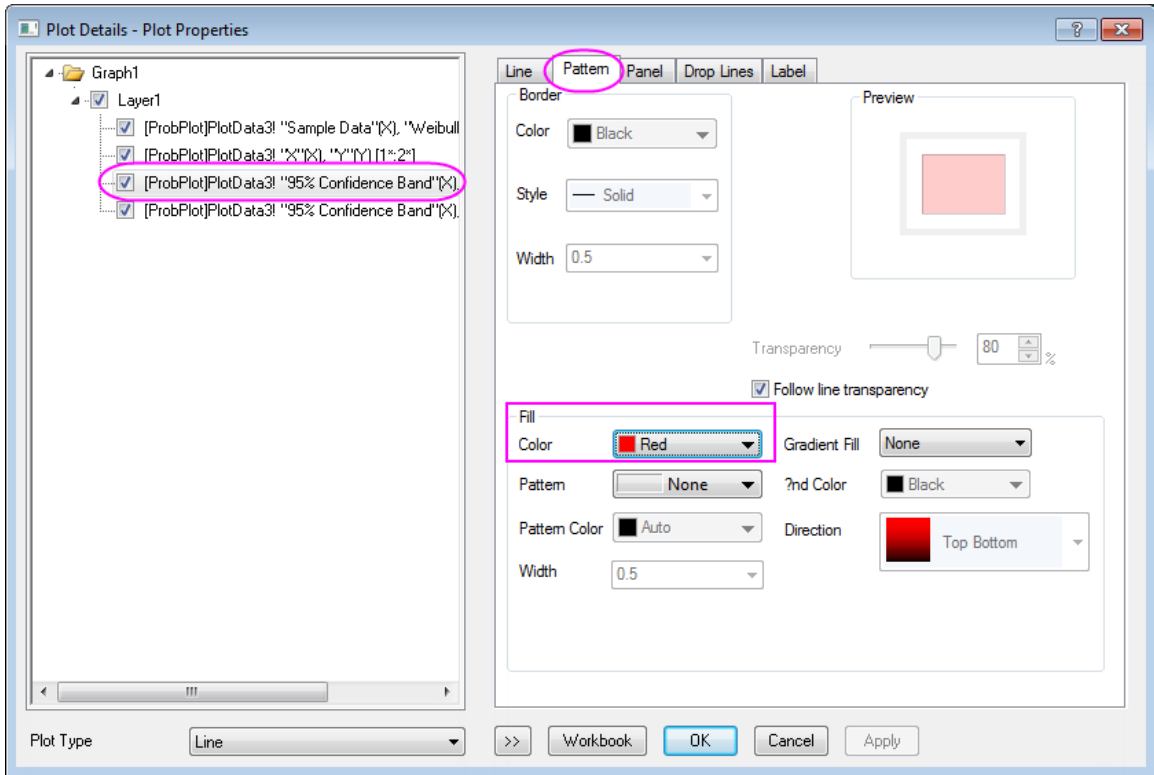 Plot Details - Plot Properties
Graph1
Layer1
[ProbPlot]PlotData3! "Sample Data"(X), "Weibull
[ProbPlot]PlotData3! "X"(X), "Y"(Y) [1*:2*]
[ProbPlot]PlotData3! "95% Confidence Band"(X),
[ProbPlot]PlotData3! "95% Confidence Band"(X),
Line Pattern Panel Drop Lines Label
Border
Color Black
Style Solid
Width 0.5
Preview
Transparency 80 %
Follow line transparency
Fill
Color Red Gradient Fill None
Pattern None ?nd Color Black
Pattern Color Auto Direction Top Bottom
Width 0.5
Plot Type Line >> Workbook OK Cancel Apply